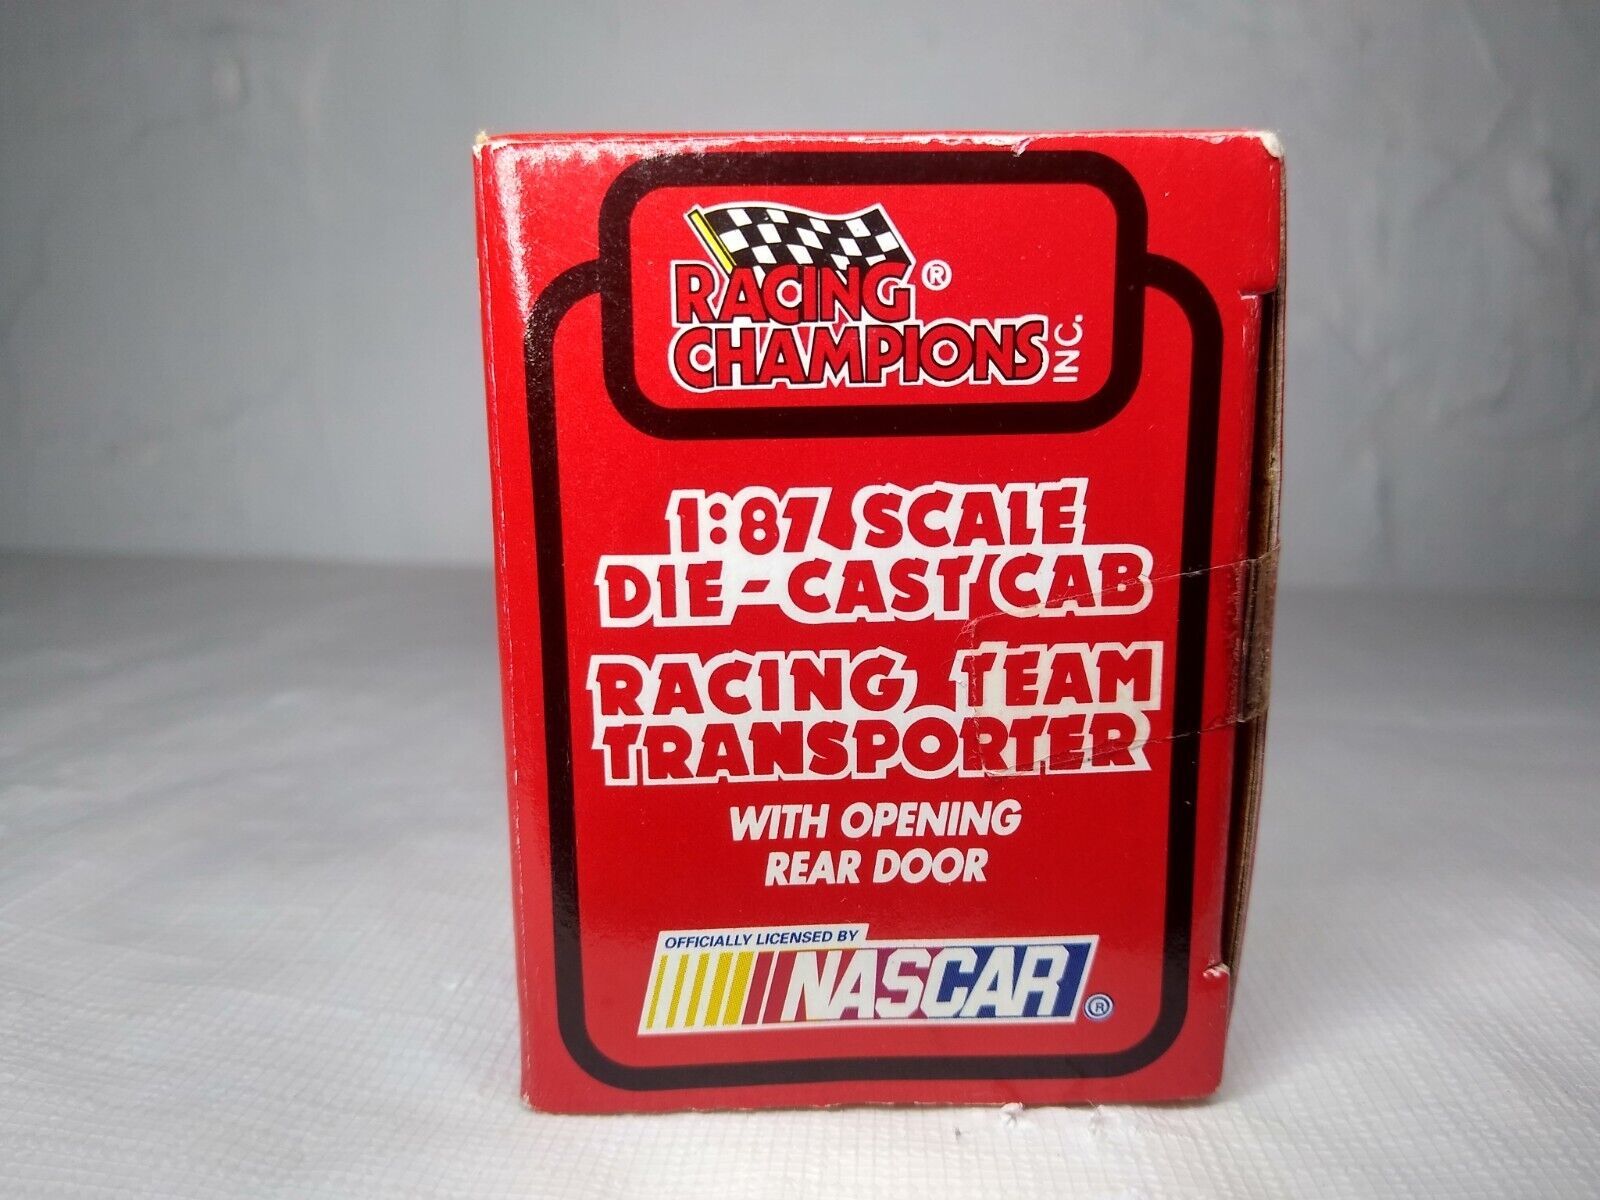 RACING ®
CHAMPIONS INC.
1:87 SCALE
DIE-CAST CAB
RACING TEAM
TRANSPORTER
WITH OPENING
REAR DOOR
OFFICIALLY LICENSED BY
NASCAR ®